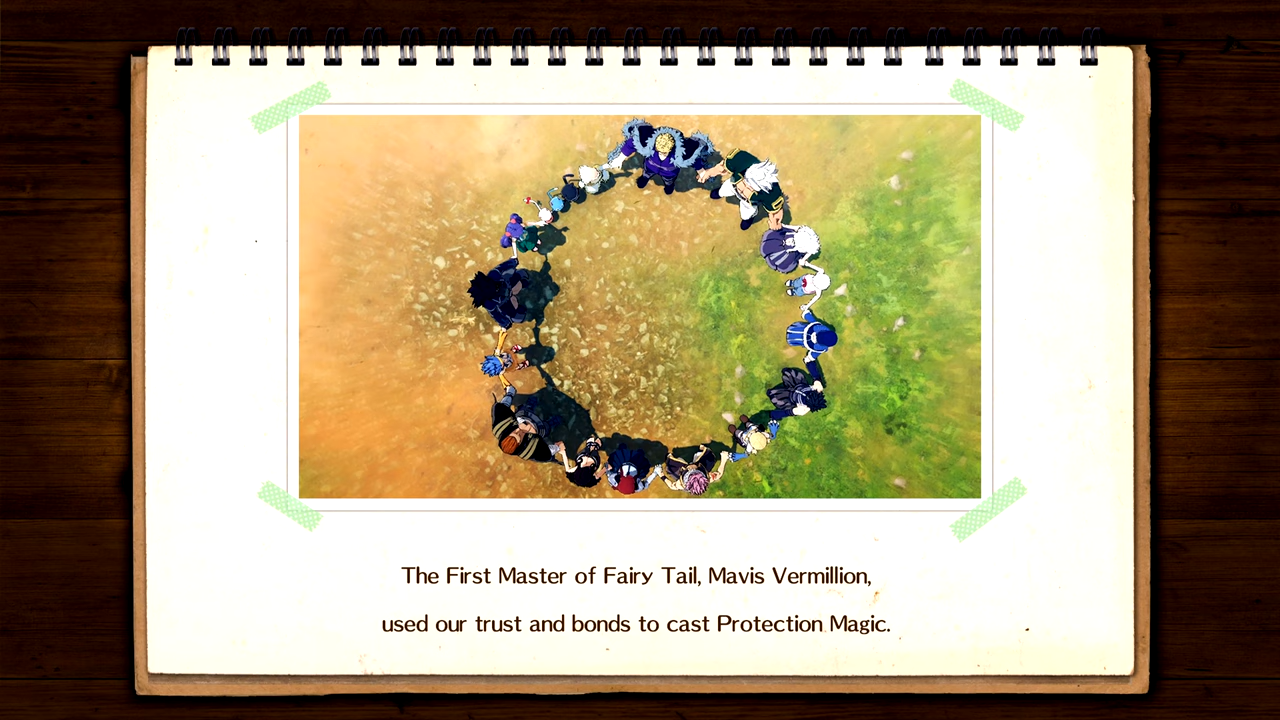 The First Master of Fairy Tail, Mavis Vermillion,
used our trust and bonds to cast Protection Magic.